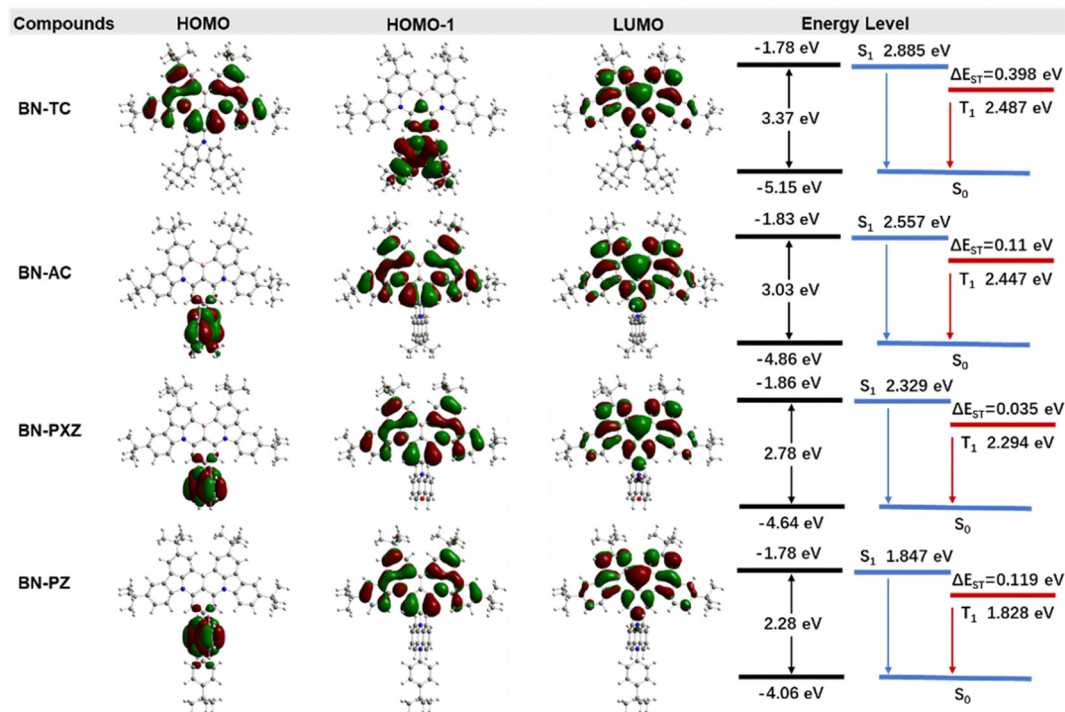 Compounds HOMO HOMO-1 LUMO Energy Level
BN-TC
-1.78 eV
3.37 eV
-5.15 eV
S₁ 2.885 eV
ΔE_ST=0.398 eV
T₁ 2.487 eV
S₀
BN-AC
-1.83 eV
3.03 eV
-4.86 eV
S₁ 2.557 eV
ΔE_ST=0.11 eV
T₁ 2.447 eV
S₀
BN-PXZ
-1.86 eV
2.78 eV
-4.64 eV
S₁ 2.329 eV
ΔE_ST=0.035 eV
T₁ 2.294 eV
S₀
BN-PZ
-1.78 eV
2.28 eV
-4.06 eV
S₁ 1.847 eV
ΔE_ST=0.119 eV
T₁ 1.828 eV
S₀